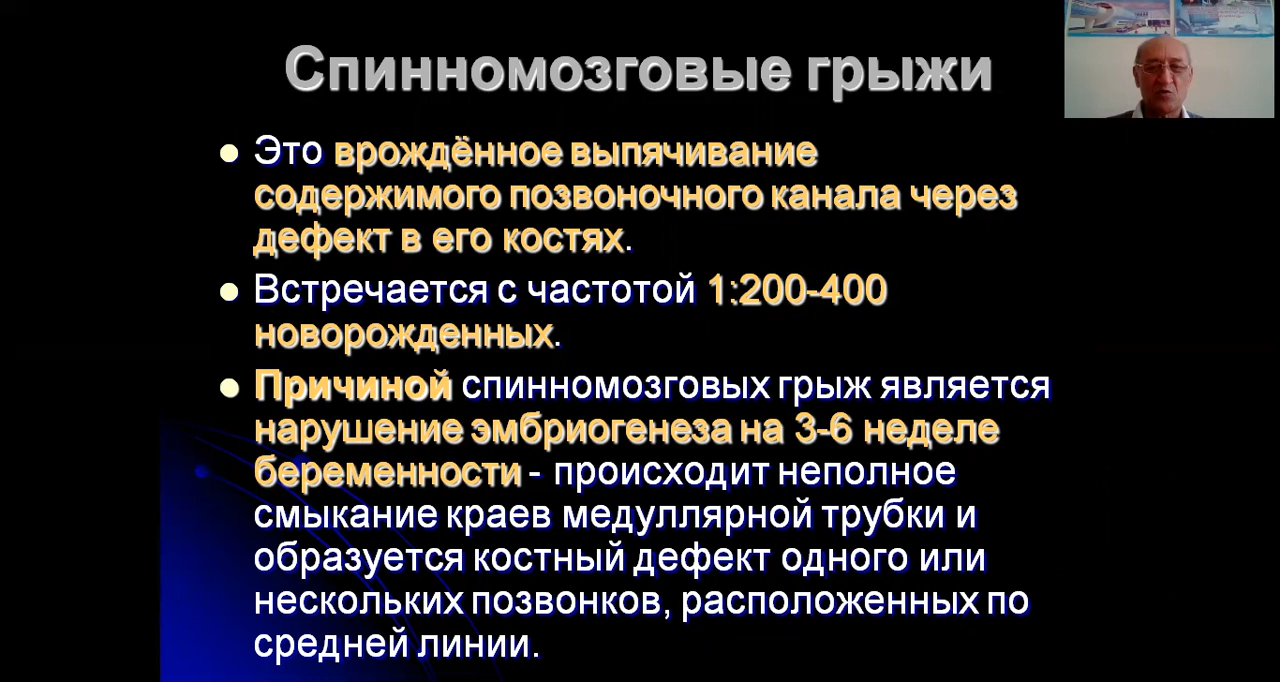 Спинномозговые грыжи
Это врождённое выпячивание
содержимого позвоночного канала через
дефект в его костях.
Встречается с частотой 1:200-400
новорожденных.
Причиной спинномозговых грыж является
нарушение эмбриогенеза на 3-6 неделе
беременности - происходит неполное
смыкание краев медуллярной трубки и
образуется костный дефект одного или
нескольких позвонков, расположенных по
средней линии.